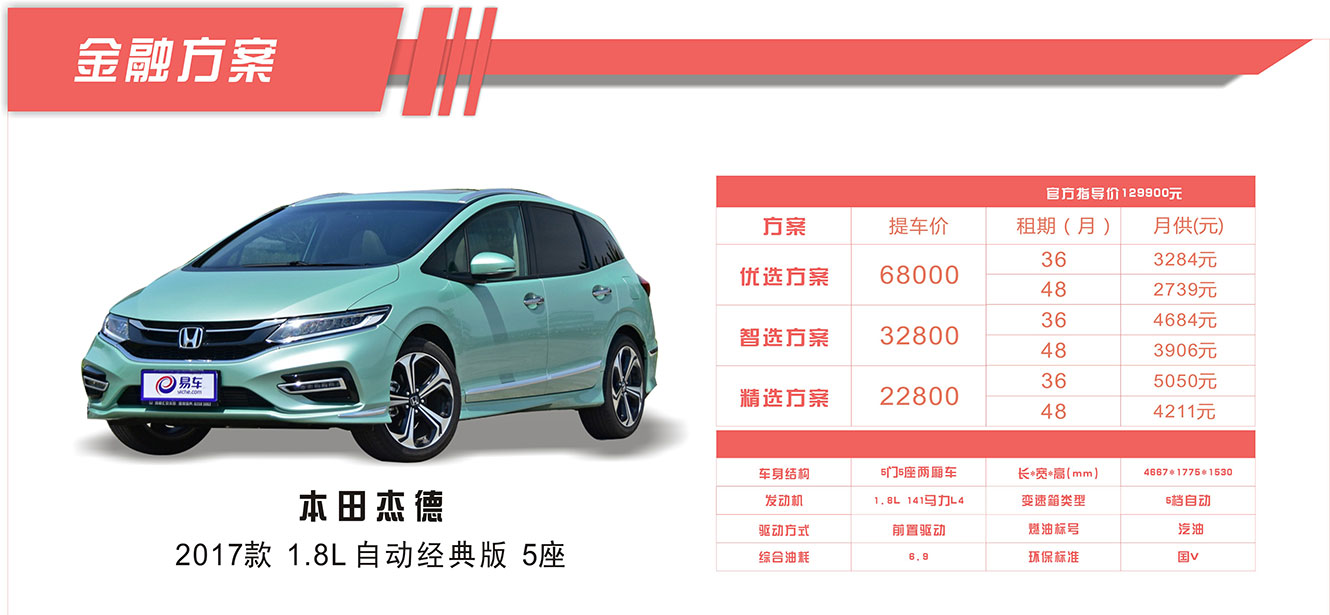 金融方案
官方指导价129900元
方案 提车价 租期（月） 月供(元)
优选方案 68000 36 3284元
48 2739元
智选方案 32800 36 4684元
48 3906元
精选方案 22800 36 5050元
48 4211元
车身结构 5门5座两厢车 长*宽*高(mm) 4667*1775*1530
发动机 1.8L 141马力L4 变速箱类型 5档自动
驱动方式 前置驱动 燃油标号 汽油
综合油耗 6.9 环保标准 国V
易车
本田杰德
2017款 1.8L 自动经典版 5座